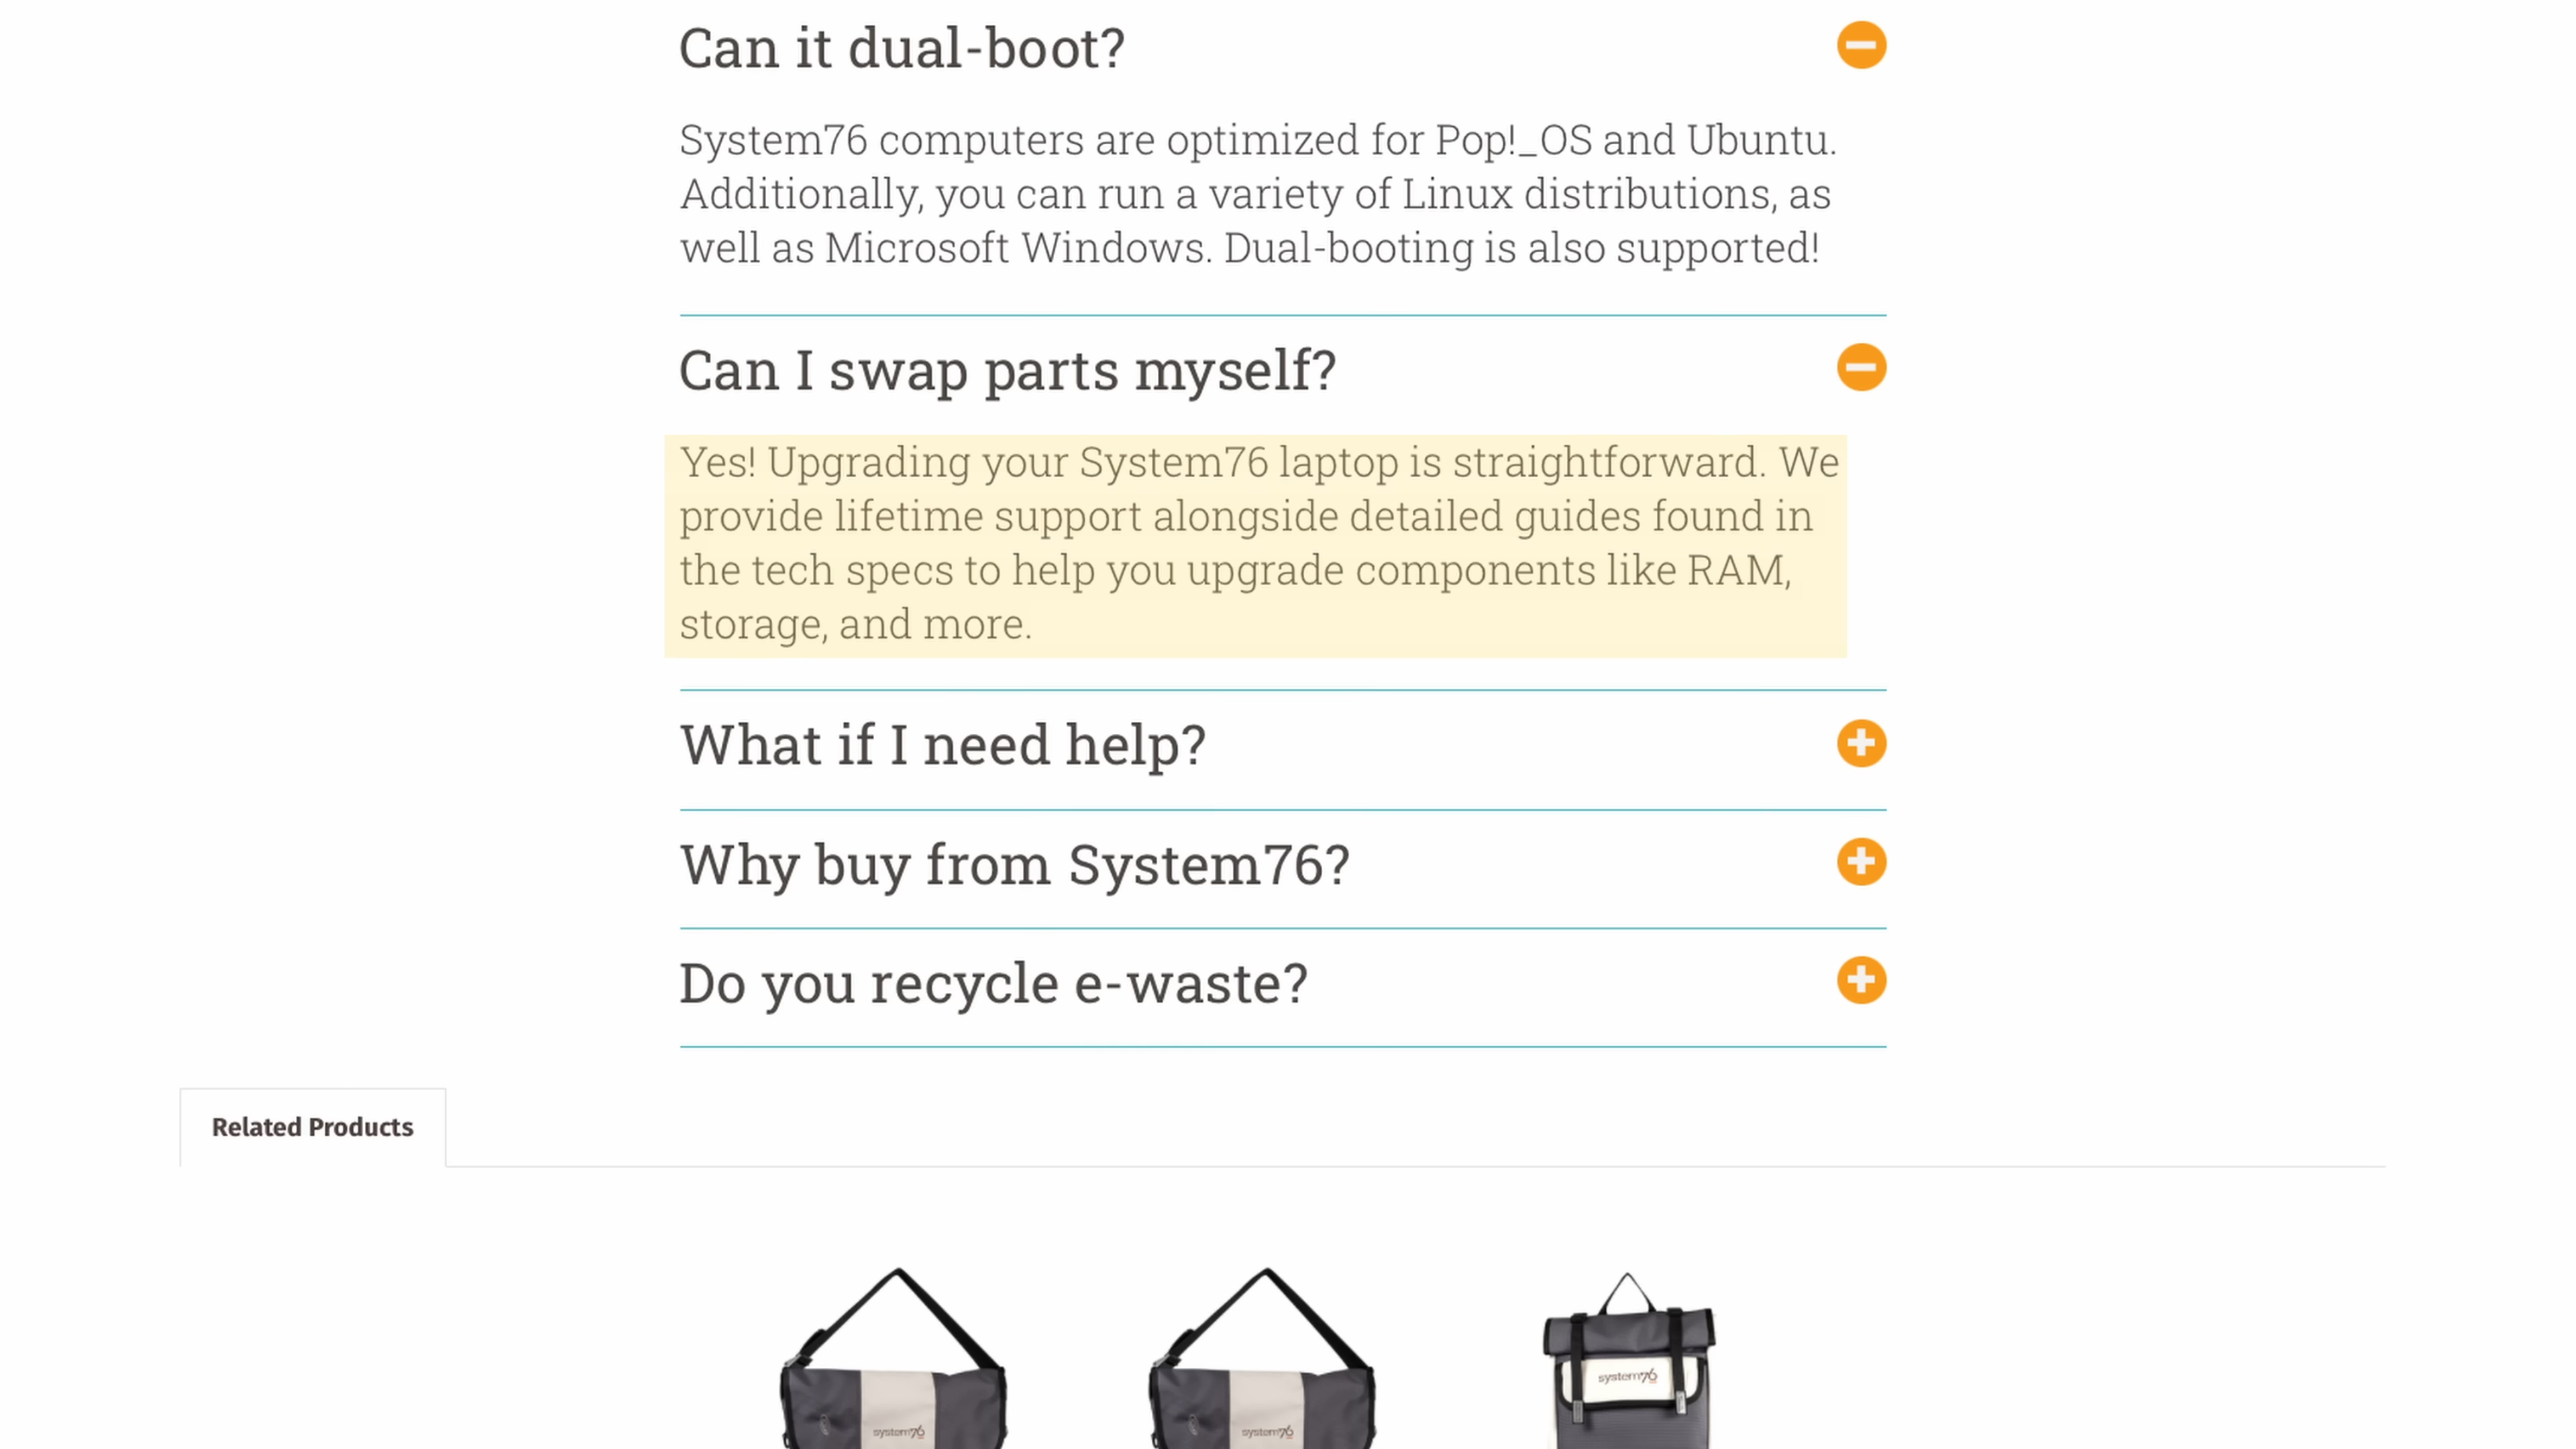 Can it dual-boot?
System76 computers are optimized for Pop!_OS and Ubuntu.
Additionally, you can run a variety of Linux distributions, as
well as Microsoft Windows. Dual-booting is also supported!
Can I swap parts myself?
Yes! Upgrading your System76 laptop is straightforward. We
provide lifetime support alongside detailed guides found in
the tech specs to help you upgrade components like RAM,
storage, and more.
What if I need help?
Why buy from System76?
Do you recycle e-waste?
Related Products
system76
system76
system76